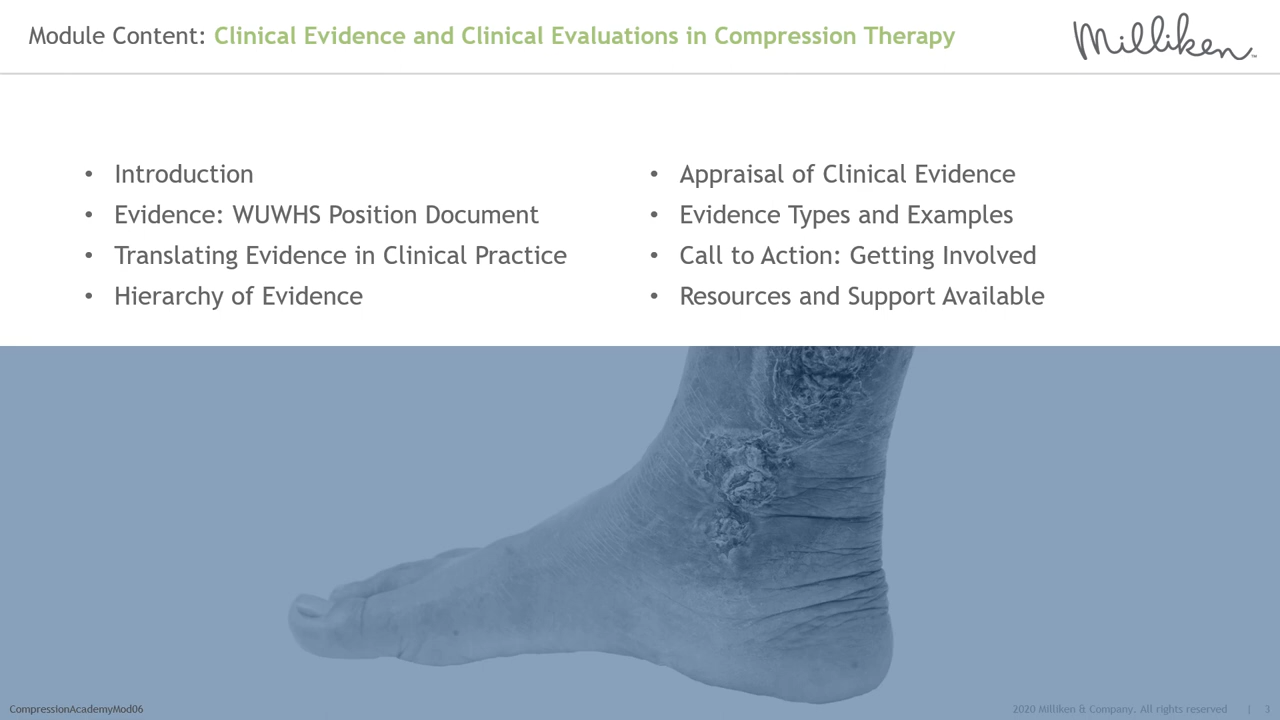 Module Content: Clinical Evidence and Clinical Evaluations in Compression Therapy
Milliken™
• Introduction
• Evidence: WUWHS Position Document
• Translating Evidence in Clinical Practice
• Hierarchy of Evidence
• Appraisal of Clinical Evidence
• Evidence Types and Examples
• Call to Action: Getting Involved
• Resources and Support Available
CompressionAcademyMod06
2020 Milliken & Company. All rights reserved | 3